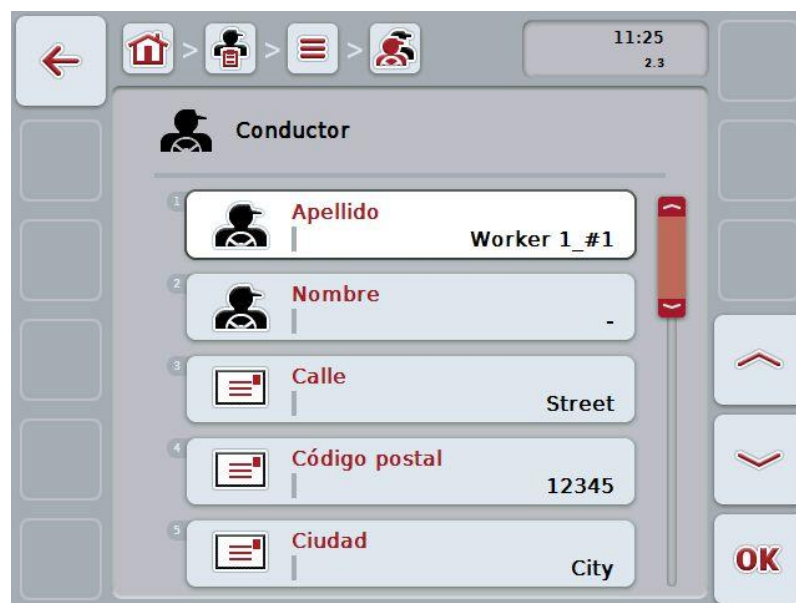 > > >
11:25
2.3
Conductor
1
Apellido
Worker 1_#1
2
Nombre
-
3
Calle
Street
4
Código postal
12345
5
Ciudad
City
OK